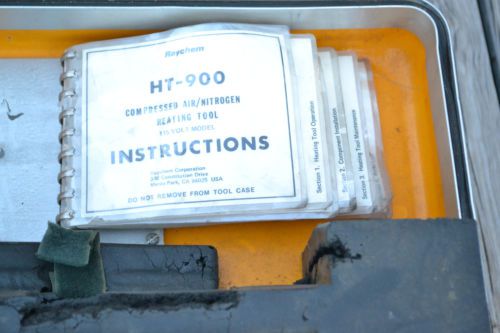 Raychem
HT-900
COMPRESSED AIR/NITROGEN
HEATING TOOL
115 VOLT MODEL
INSTRUCTIONS
Raychem Corporation
300 Constitution Drive
Menlo Park, CA 94025 USA
DO NOT REMOVE FROM TOOL CASE
Section 1. Heating Tool Operation
Section 2. Component Installation
Section 3. Heating Tool Maintenance